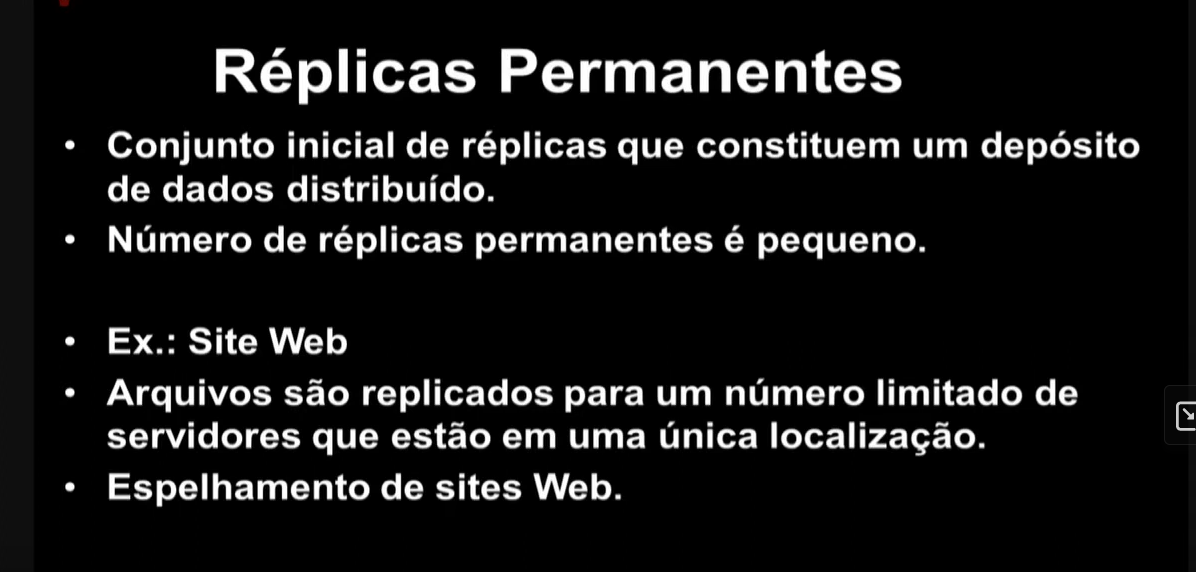 Réplicas Permanentes
• Conjunto inicial de réplicas que constituem um depósito
de dados distribuído.
• Número de réplicas permanentes é pequeno.
• Ex.: Site Web
• Arquivos são replicados para um número limitado de
servidores que estão em uma única localização.
• Espelhamento de sites Web.